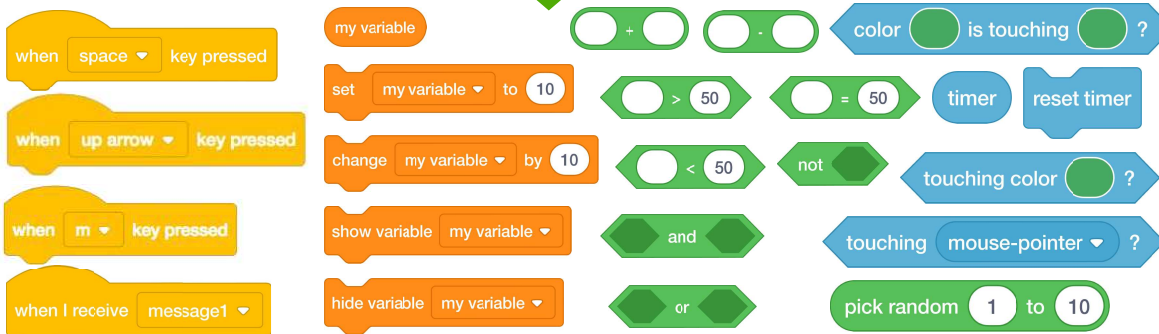 when space key pressed
when up arrow key pressed
when m key pressed
when I receive message1
my variable
set my variable to 10
change my variable by 10
show variable my variable
hide variable my variable
+
-
> 50
= 50
< 50
not
and
or
color is touching ?
timer
reset timer
touching color ?
touching mouse-pointer ?
pick random 1 to 10